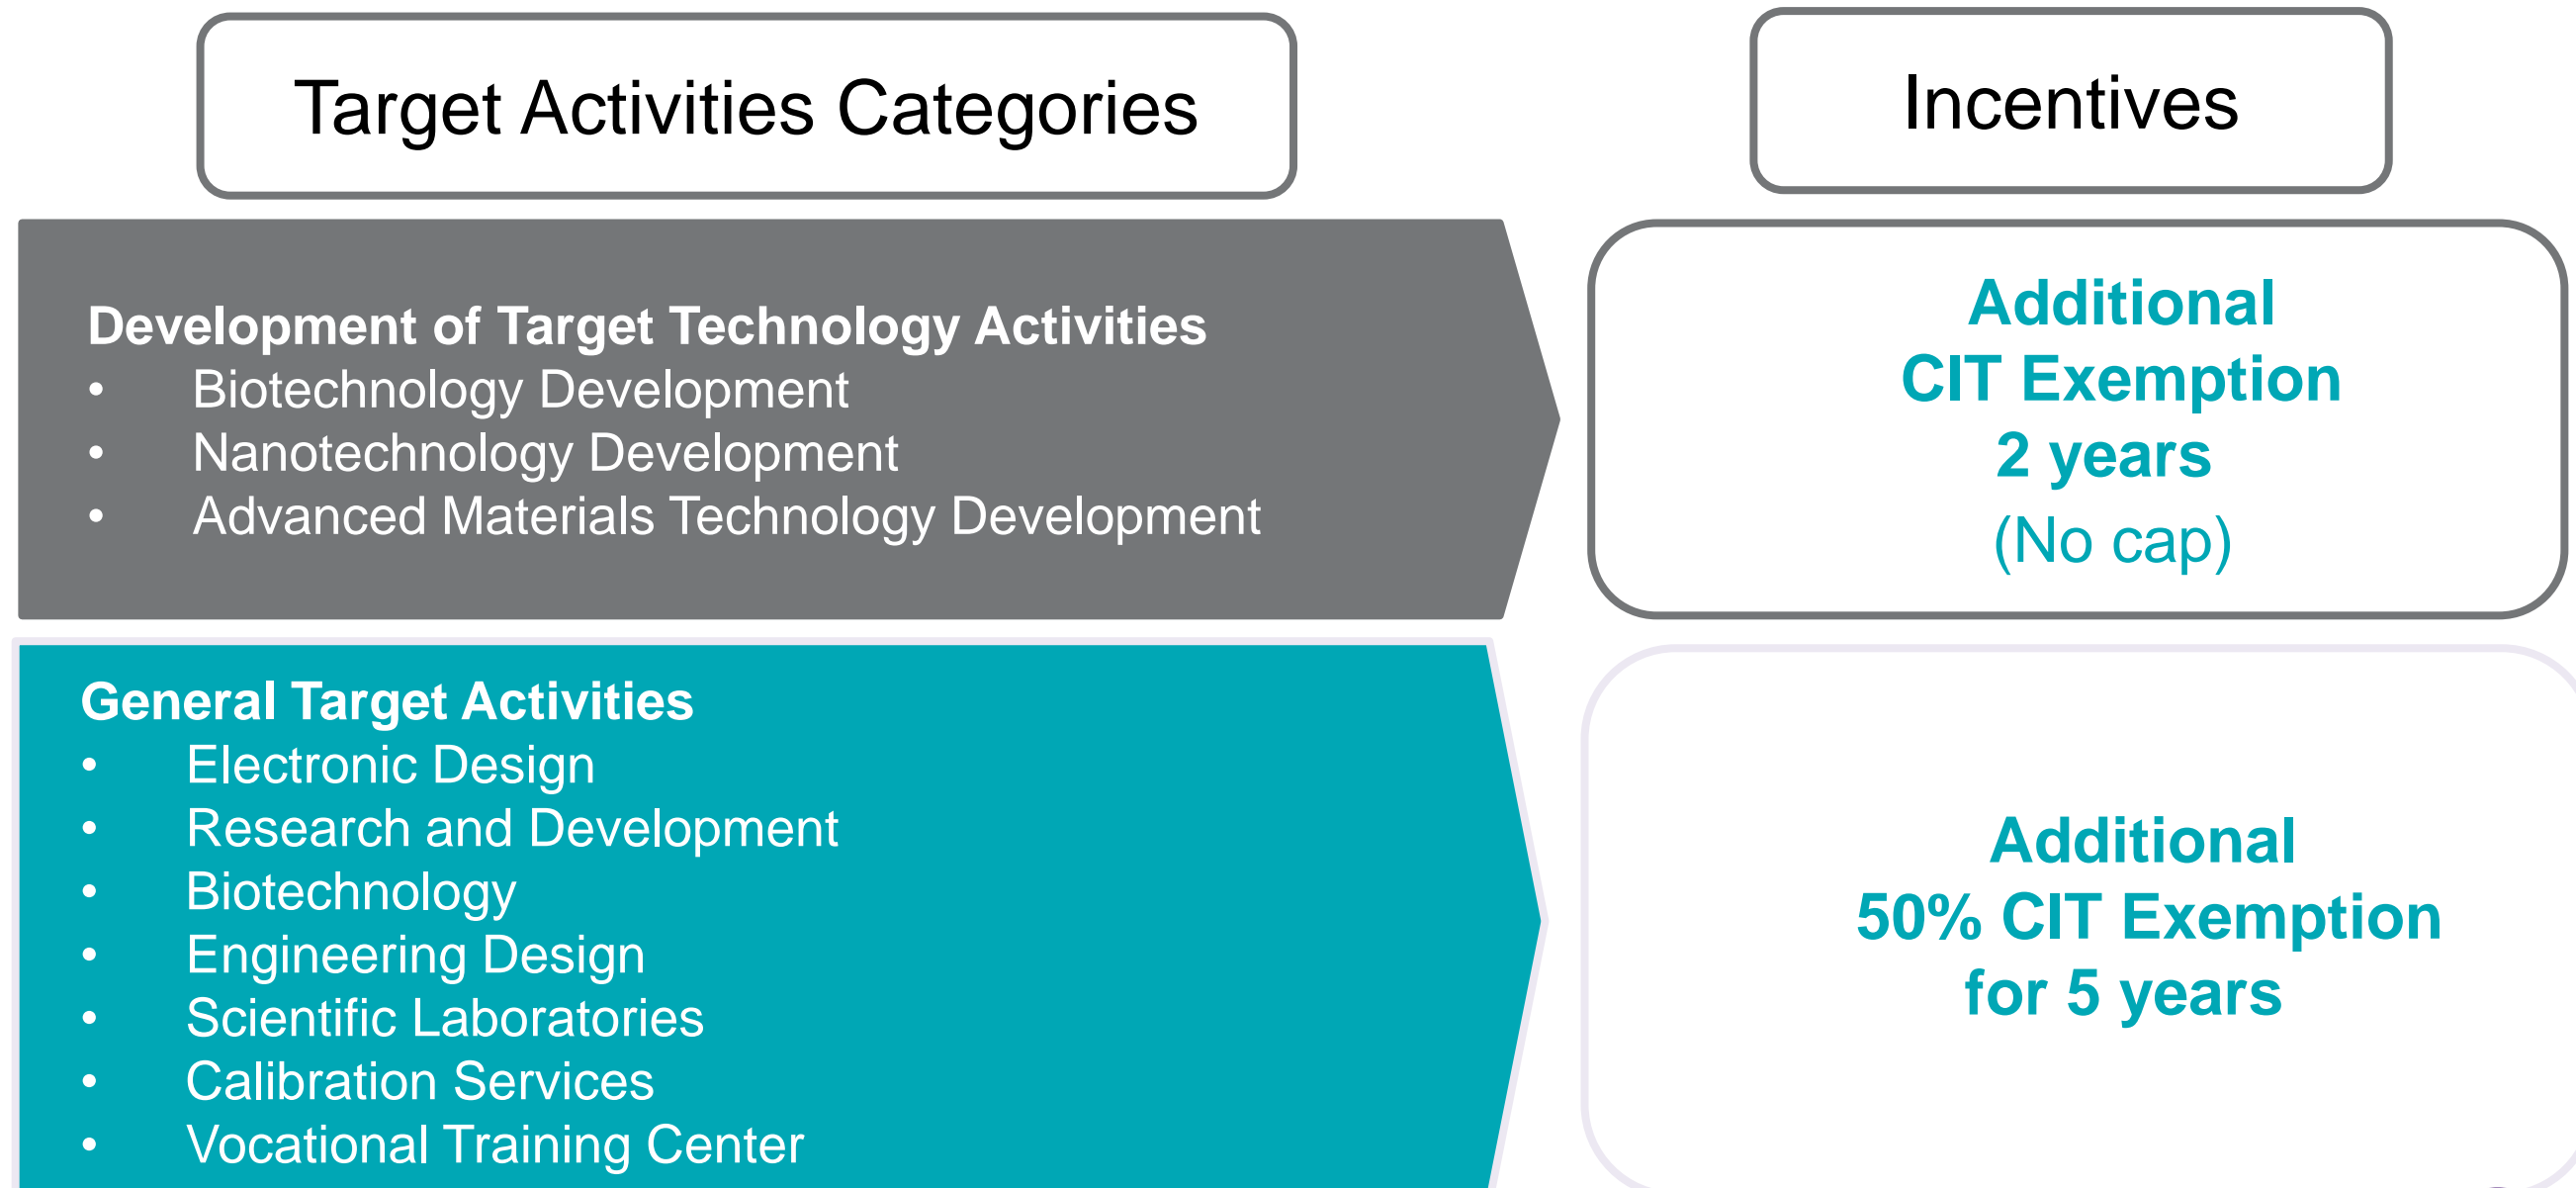 Target Activities Categories
Incentives
Development of Target Technology Activities
• Biotechnology Development
• Nanotechnology Development
• Advanced Materials Technology Development
Additional
CIT Exemption
2 years
(No cap)
General Target Activities
• Electronic Design
• Research and Development
• Biotechnology
• Engineering Design
• Scientific Laboratories
• Calibration Services
• Vocational Training Center
Additional
50% CIT Exemption
for 5 years